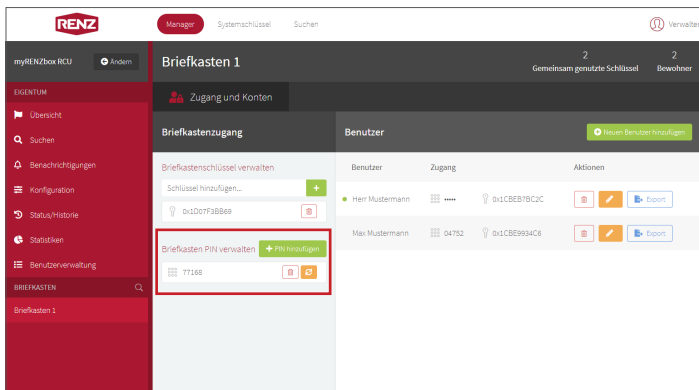 RENZ
Manager Systemschlüssel Suchen Verwalter
myRENZbox RCU Ändern Briefkasten 1 2 2
Gemeinsam genutzte Schlüssel Bewohner
EIGENTUM
Zugang und Konten
Übersicht
Suchen
Briefkastenzugang Benutzer Neuen Benutzer hinzufügen
Benachrichtigungen
Briefkastenschlüssel verwalten Benutzer Zugang Aktionen
Konfiguration
Schlüssel hinzufügen... +
Status/Historie
0x1D07F3BB69 Herr Mustermann ••••• 0x1CBEB7BC2C Export
Statistiken
Max Mustermann 04752 0x1CBE9934C6 Export
Briefkasten PIN verwalten + PIN hinzufügen
Benutzerverwaltung
77168
BRIEFKASTEN
Briefkasten 1